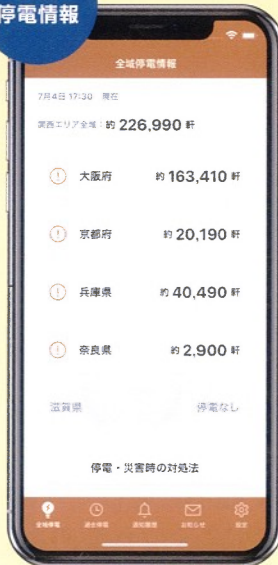 停電情報
全域停電情報
7月4日 17:30 現在
関西エリア全域：約 226,990 軒
大阪府 約 163,410 軒
京都府 約 20,190 軒
兵庫県 約 40,490 軒
奈良県 約 2,900 軒
滋賀県 停電なし
停電・災害時の対処法
全域停電 過去停電 通知履歴 お知らせ 設定